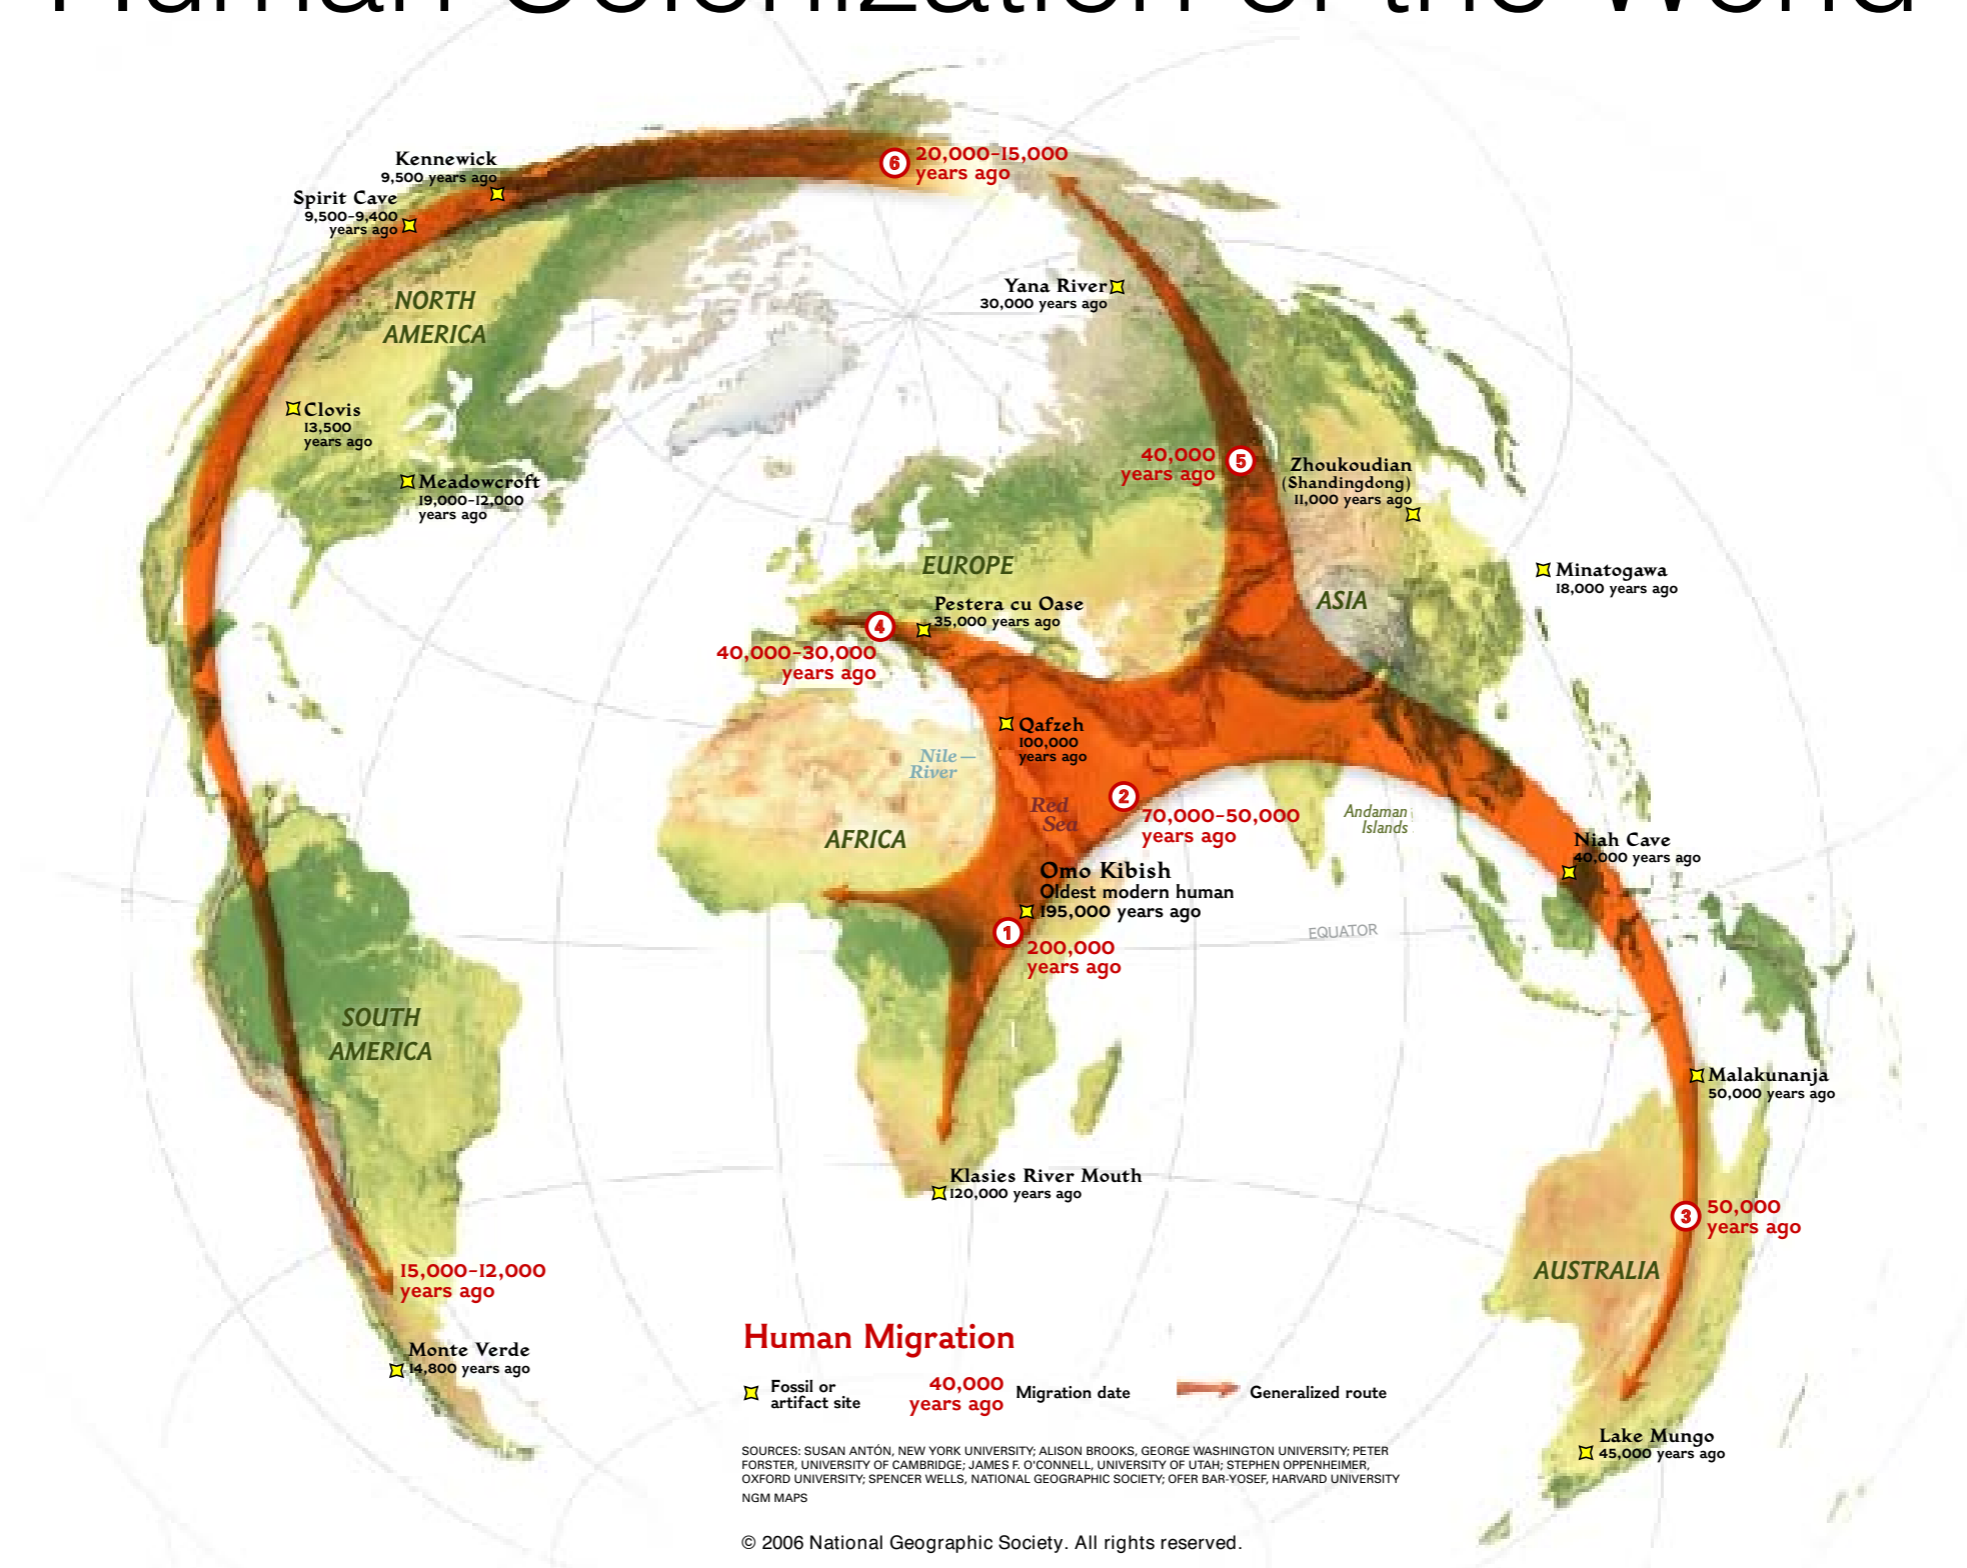 Human Colonization of the World
Kennewick
9,500 years ago
Spirit Cave
9,500-9,400
years ago
6
20,000-15,000
years ago
NORTH
AMERICA
Yana River
30,000 years ago
Clovis
13,500
years ago
Meadowcroft
19,000-12,000
years ago
40,000
years ago
5
Zhoukoudian
(Shandingdong)
11,000 years ago
EUROPE
ASIA
Minatogawa
18,000 years ago
Pestera cu Oase
35,000 years ago
4
40,000-30,000
years ago
Qafzeh
100,000
years ago
Nile
River
Red
Sea
2
70,000-50,000
years ago
Andaman
Islands
AFRICA
Niah Cave
40,000 years ago
Omo Kibish
Oldest modern human
195,000 years ago
1
200,000
years ago
EQUATOR
SOUTH
AMERICA
Malakunanja
50,000 years ago
Klasies River Mouth
120,000 years ago
3
50,000
years ago
AUSTRALIA
15,000-12,000
years ago
Monte Verde
14,800 years ago
Human Migration
Fossil or
artifact site
40,000
years ago
Migration date
Generalized route
Lake Mungo
45,000 years ago
SOURCES: SUSAN ANTÓN, NEW YORK UNIVERSITY; ALISON BROOKS, GEORGE WASHINGTON UNIVERSITY; PETER
FORSTER, UNIVERSITY OF CAMBRIDGE; JAMES F. O'CONNELL, UNIVERSITY OF UTAH; STEPHEN OPPENHEIMER,
OXFORD UNIVERSITY; SPENCER WELLS, NATIONAL GEOGRAPHIC SOCIETY; OFER BAR-YOSEF, HARVARD UNIVERSITY
NGM MAPS
© 2006 National Geographic Society. All rights reserved.